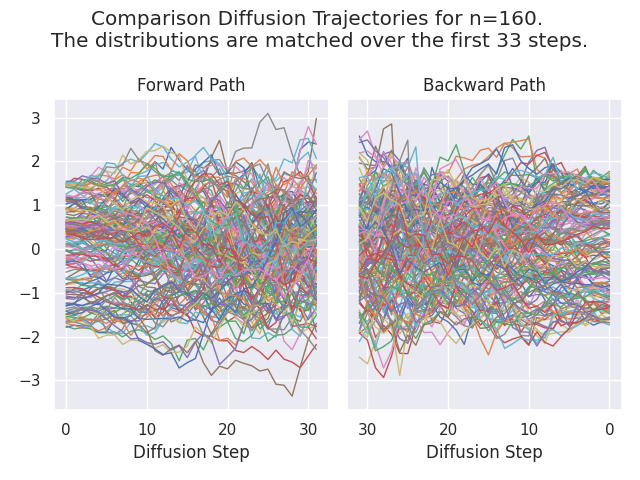 Comparison Diffusion Trajectories for n=160.
The distributions are matched over the first 33 steps.
Forward Path
Backward Path
3
2
1
0
−1
−2
−3
0 10 20 30
30 20 10 0
Diffusion Step
Diffusion Step